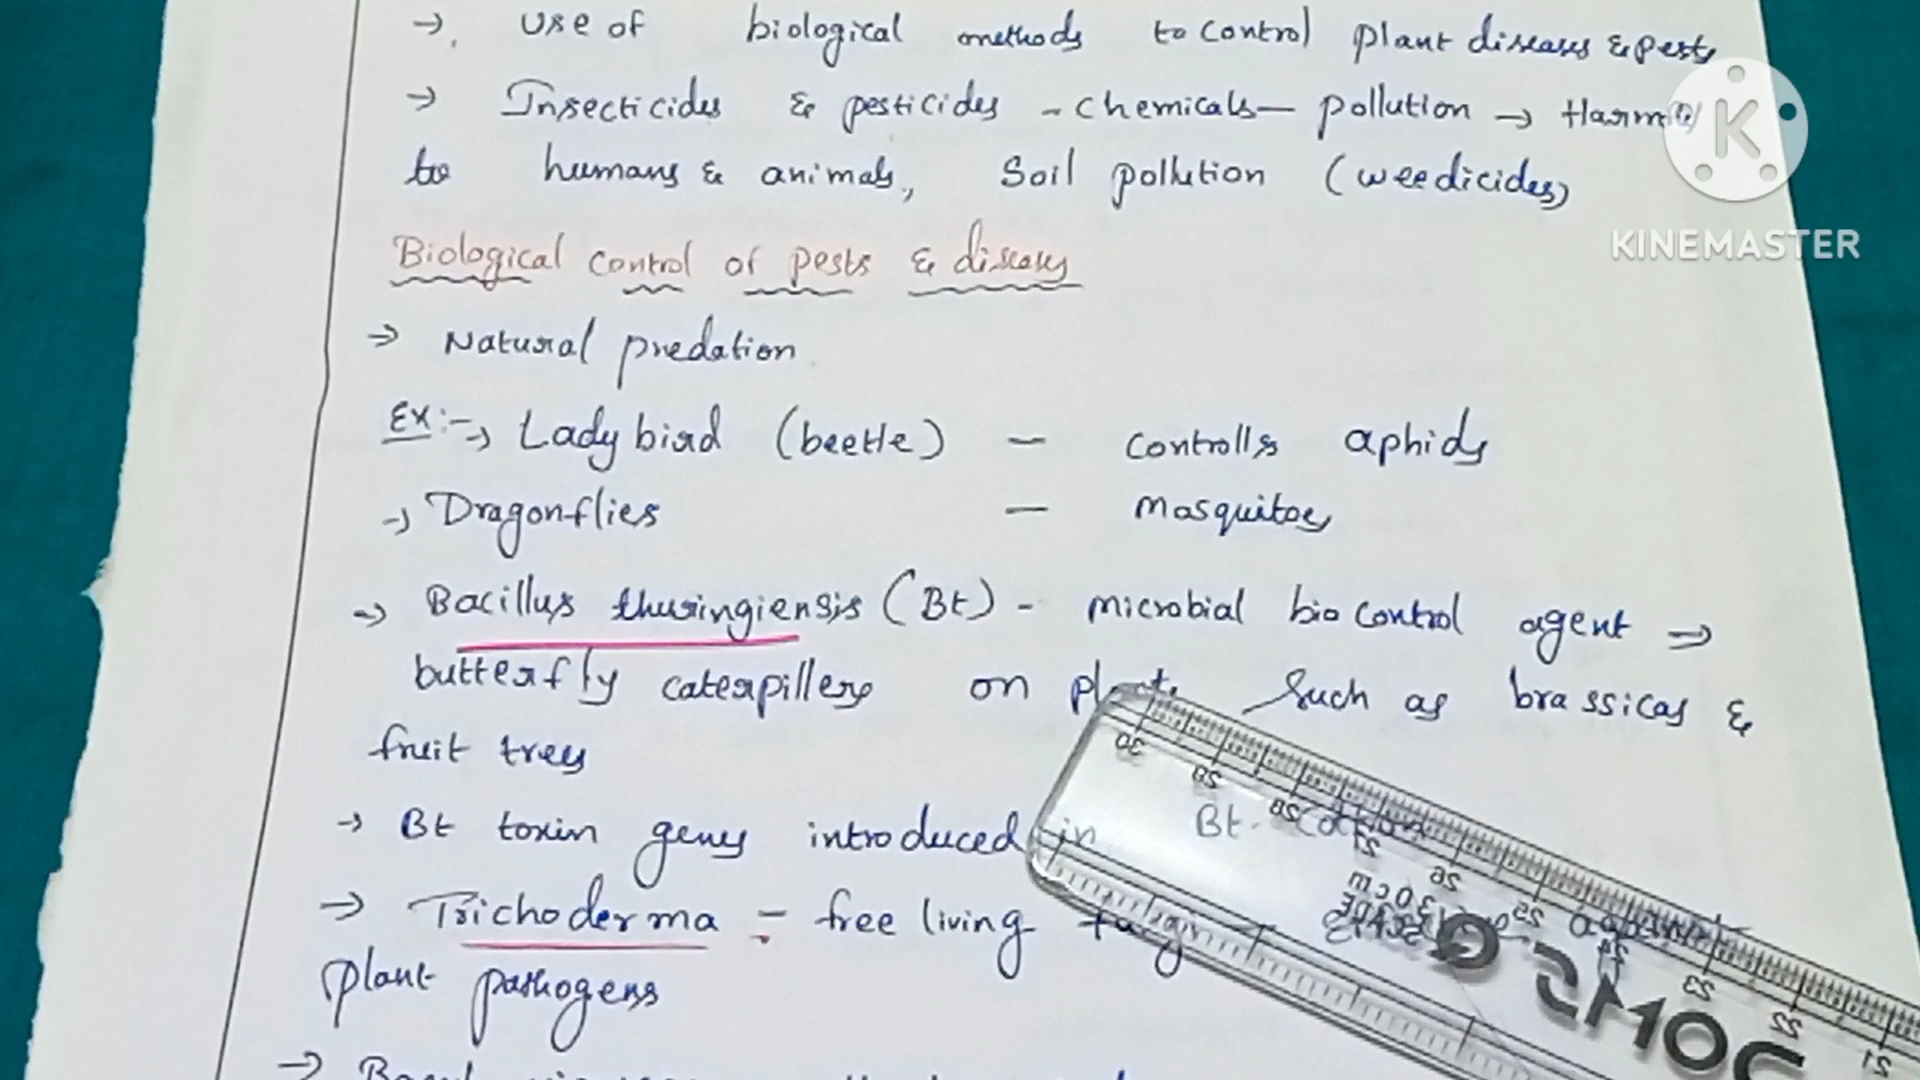 → Use of biological methods to control plant diseases & pests
→ Insecticides & pesticides - chemicals — pollution → Harmful
to humans & animals, Soil pollution (weedicides)
KINEMASTER
Biological control of pests & diseases
→ Natural predation
Ex:- → Lady bird (beetle) — controlls aphids
→ Dragonflies — mosquitoes
→ Bacillus thuringiensis (Bt) - microbial bio control agent ⇒
butterfly caterpillers on plants such as brassicas &
fruit trees
→ Bt toxin genes introduced in Bt. Cotton
→ Trichoderma - free living fungi against
plant pathogens
30 cm